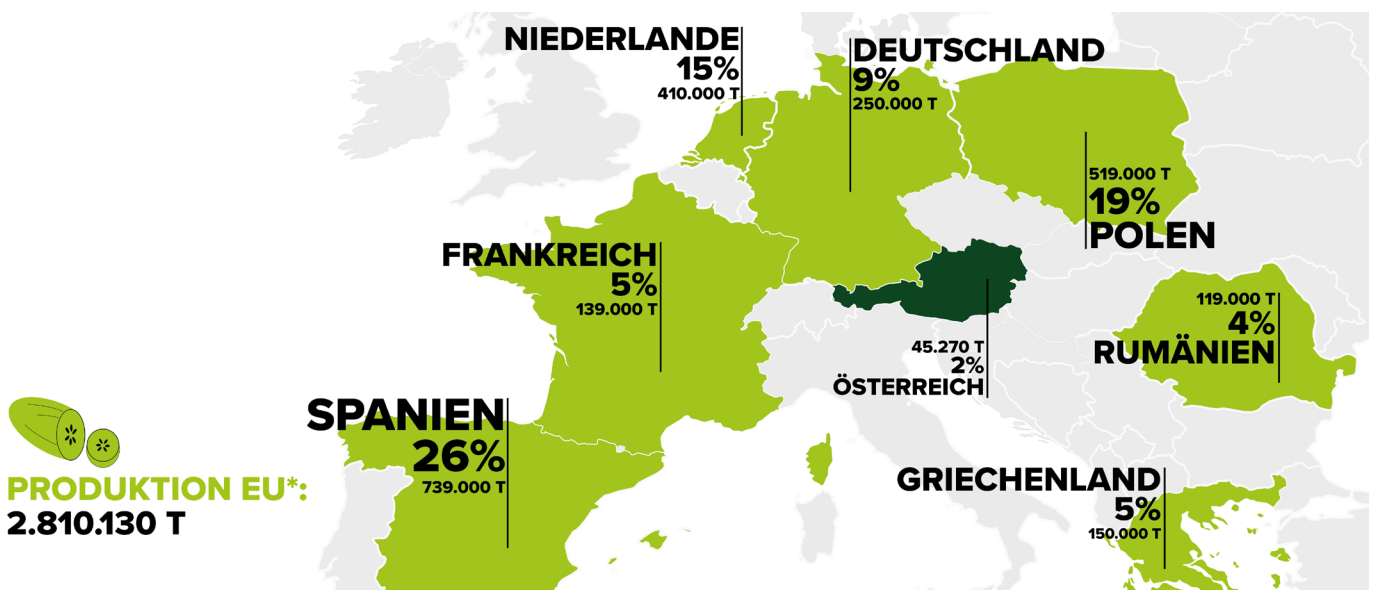 NIEDERLANDE
15%
410.000 T
DEUTSCHLAND
9%
250.000 T
519.000 T
19%
POLEN
FRANKREICH
5%
139.000 T
119.000 T
4%
RUMÄNIEN
45.270 T
2%
ÖSTERREICH
SPANIEN
26%
739.000 T
GRIECHENLAND
5%
150.000 T
PRODUKTION EU*:
2.810.130 T